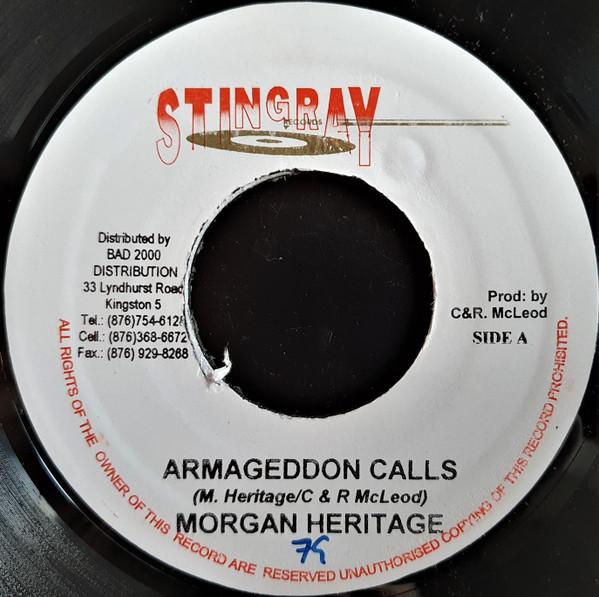 STINGRAY
RECORDS
Distributed by
BAD 2000
DISTRIBUTION
33 Lyndhurst Road
Kingston 5
Tel.: (876)754-6128
Cell.: (876)368-6672
Fax.: (876) 929-8268
Prod: by
C&R. McLeod
SIDE A
ARMAGEDDON CALLS
(M. Heritage/C & R McLeod)
MORGAN HERITAGE
ALL RIGHTS OF THE OWNER OF THIS RECORD ARE RESERVED UNAUTHORISED COPYING OF THIS RECORD PROHIBITED.